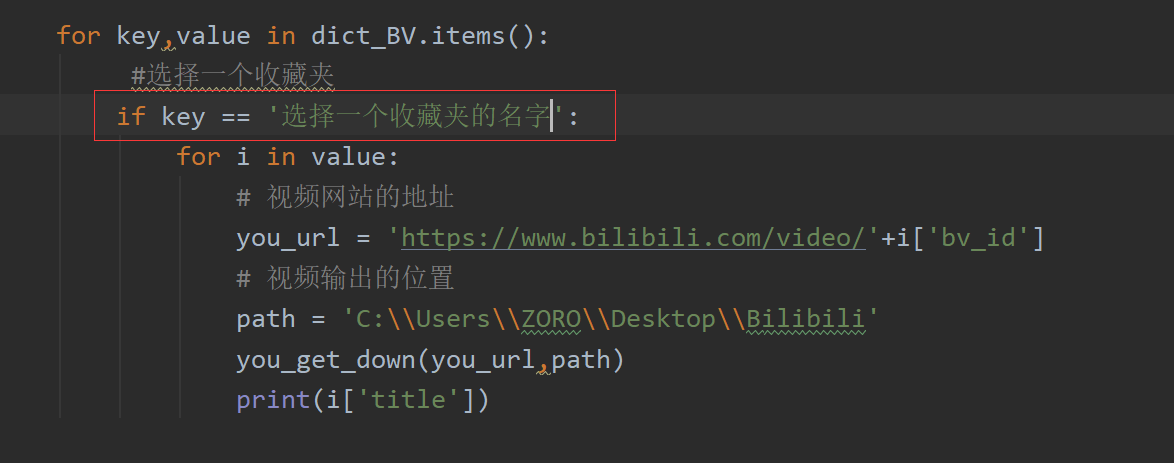 for key,value in dict_BV.items():
#选择一个收藏夹
if key == '选择一个收藏夹的名字':
for i in value:
# 视频网站的地址
you_url = 'https://www.bilibili.com/video/'+i['bv_id']
# 视频输出的位置
path = 'C:\\Users\\ZORO\\Desktop\\Bilibili'
you_get_down(you_url,path)
print(i['title'])